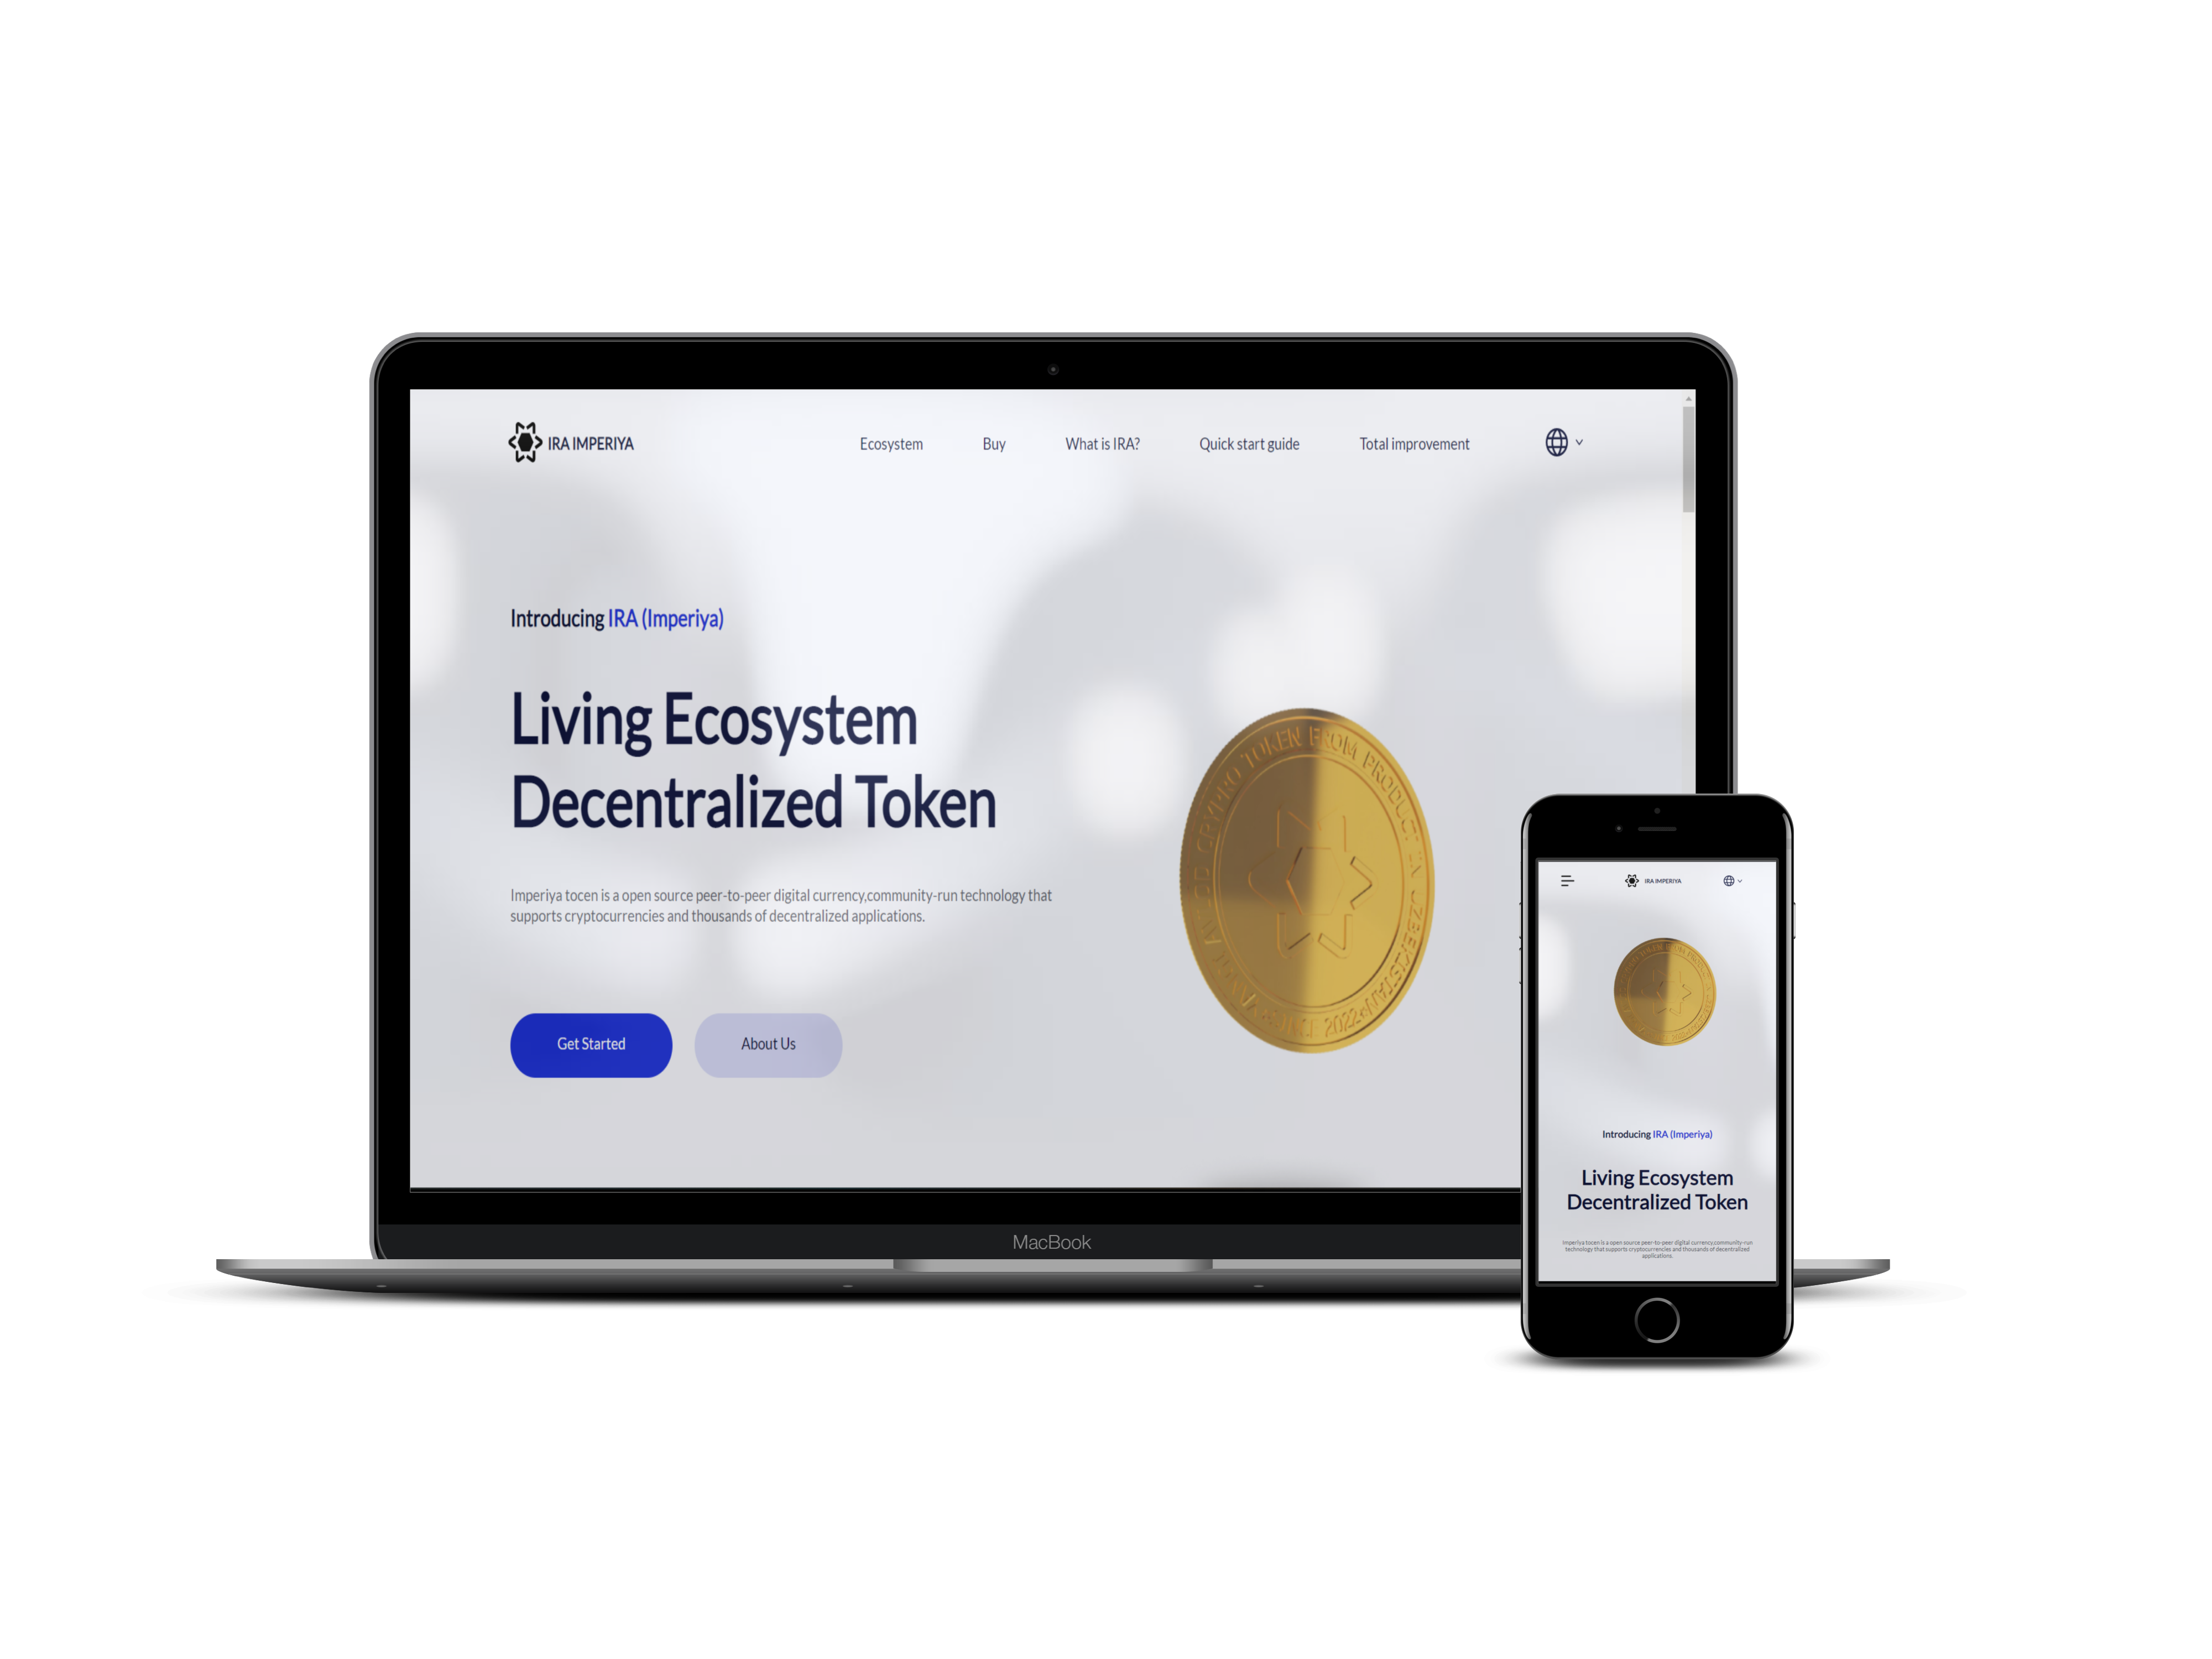 IRA IMPERIYA
Ecosystem
Buy
What is IRA?
Quick start guide
Total improvement
Introducing IRA (Imperiya)
Living Ecosystem
Decentralized Token
Imperiya tocen is a open source peer-to-peer digital currency,community-run technology that
supports cryptocurrencies and thousands of decentralized applications.
Get Started
About Us
TOKEN FROM PRODUCT IN UZBEKISTAN
SINCE 2022
MacBook
IRA IMPERIYA
Introducing IRA (Imperiya)
Living Ecosystem
Decentralized Token
Imperiya tocen is a open source peer-to-peer digital currency,community-run
technology that supports cryptocurrencies and thousands of decentralized
applications.